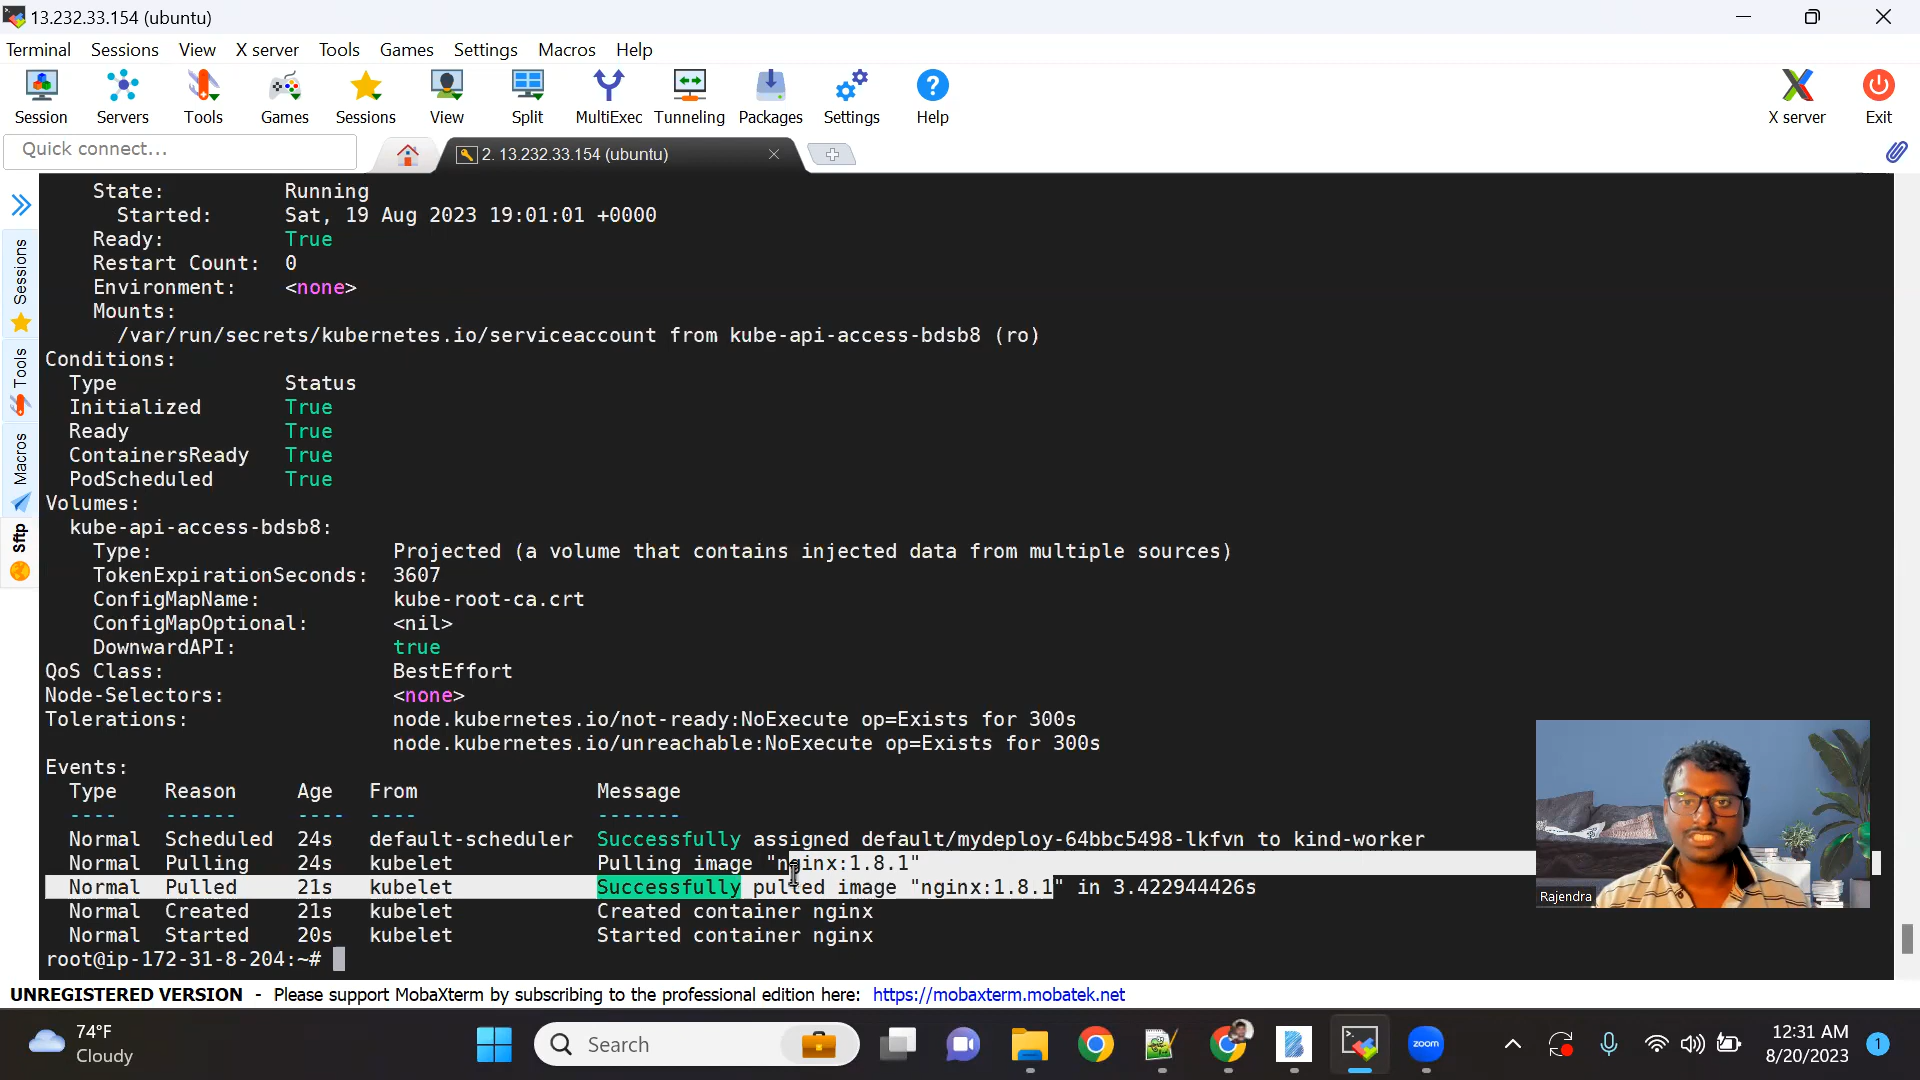 13.232.33.154 (ubuntu)
Terminal Sessions View X server Tools Games Settings Macros Help
Session Servers Tools Games Sessions View Split MultiExec Tunneling Packages Settings Help X server Exit
Quick connect...
2. 13.232.33.154 (ubuntu)
Sessions
Tools
Macros
Sftp
State: Running
Started: Sat, 19 Aug 2023 19:01:01 +0000
Ready: True
Restart Count: 0
Environment: <none>
Mounts:
/var/run/secrets/kubernetes.io/serviceaccount from kube-api-access-bdsb8 (ro)
Conditions:
Type Status
Initialized True
Ready True
ContainersReady True
PodScheduled True
Volumes:
kube-api-access-bdsb8:
Type: Projected (a volume that contains injected data from multiple sources)
TokenExpirationSeconds: 3607
ConfigMapName: kube-root-ca.crt
ConfigMapOptional: <nil>
DownwardAPI: true
QoS Class: BestEffort
Node-Selectors: <none>
Tolerations: node.kubernetes.io/not-ready:NoExecute op=Exists for 300s
node.kubernetes.io/unreachable:NoExecute op=Exists for 300s
Events:
Type Reason Age From Message
---- ------ ---- ---- -------
Normal Scheduled 24s default-scheduler Successfully assigned default/mydeploy-64bbc5498-lkfvn to kind-worker
Normal Pulling 24s kubelet Pulling image "nginx:1.8.1"
Normal Pulled 21s kubelet Successfully pulled image "nginx:1.8.1" in 3.422944426s
Normal Created 21s kubelet Created container nginx
Normal Started 20s kubelet Started container nginx
root@ip-172-31-8-204:~#
Rajendra
UNREGISTERED VERSION - Please support MobaXterm by subscribing to the professional edition here: https://mobaxterm.mobatek.net
74°F
Cloudy
Search
zoom
12:31 AM
8/20/2023
1